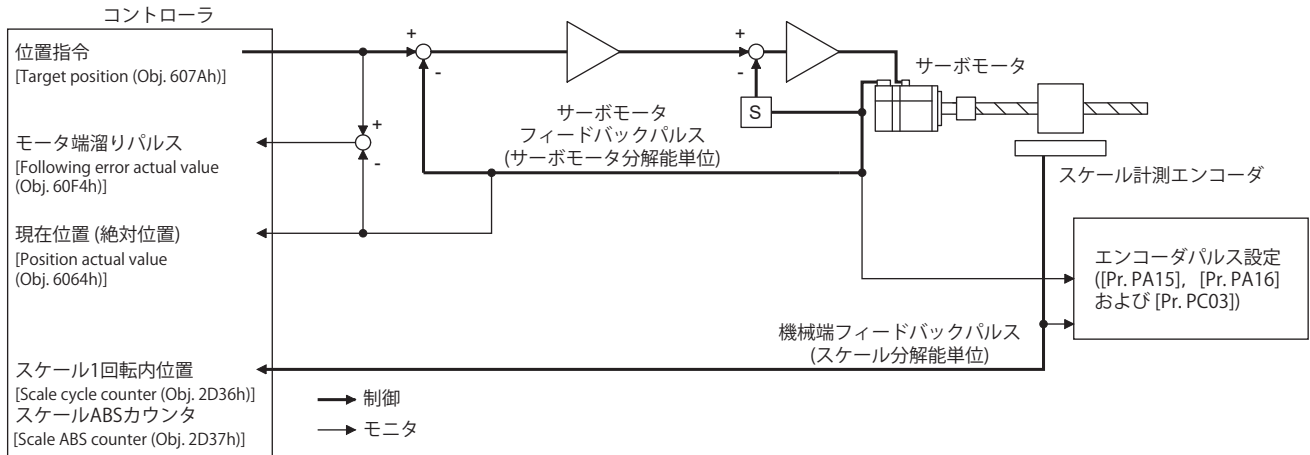 コントローラ
位置指令
[Target position (Obj. 607Ah)]
モータ端溜りパルス
[Following error actual value
(Obj. 60F4h)]
現在位置 (絶対位置)
[Position actual value
(Obj. 6064h)]
スケール1回転内位置
[Scale cycle counter (Obj. 2D36h)]
スケールABSカウンタ
[Scale ABS counter (Obj. 2D37h)]
+
-
+
-
+
-
S
サーボモータ
フィードバックパルス
(サーボモータ分解能単位)
サーボモータ
スケール計測エンコーダ
エンコーダパルス設定
([Pr. PA15], [Pr. PA16]
および [Pr. PC03])
機械端フィードバックパルス
(スケール分解能単位)
制御
モニタ